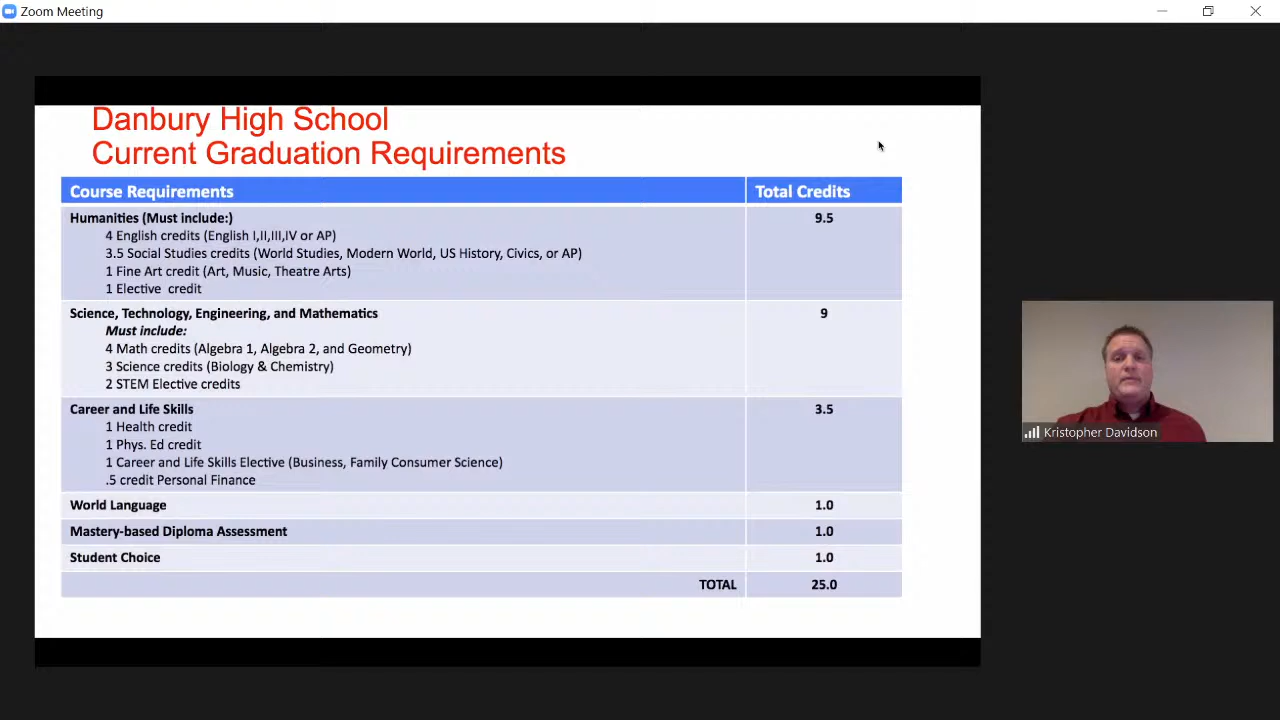 Zoom Meeting
Danbury High School
Current Graduation Requirements
Course Requirements Total Credits
Humanities (Must include:) 9.5
4 English credits (English I,II,III,IV or AP)
3.5 Social Studies credits (World Studies, Modern World, US History, Civics, or AP)
1 Fine Art credit (Art, Music, Theatre Arts)
1 Elective  credit
Science, Technology, Engineering, and Mathematics 9
Must include:
4 Math credits (Algebra 1, Algebra 2, and Geometry)
3 Science credits (Biology & Chemistry)
2 STEM Elective credits
Career and Life Skills 3.5
1 Health credit
1 Phys. Ed credit
1 Career and Life Skills Elective (Business, Family Consumer Science)
.5 credit Personal Finance
World Language 1.0
Mastery-based Diploma Assessment 1.0
Student Choice 1.0
TOTAL 25.0
Kristopher Davidson